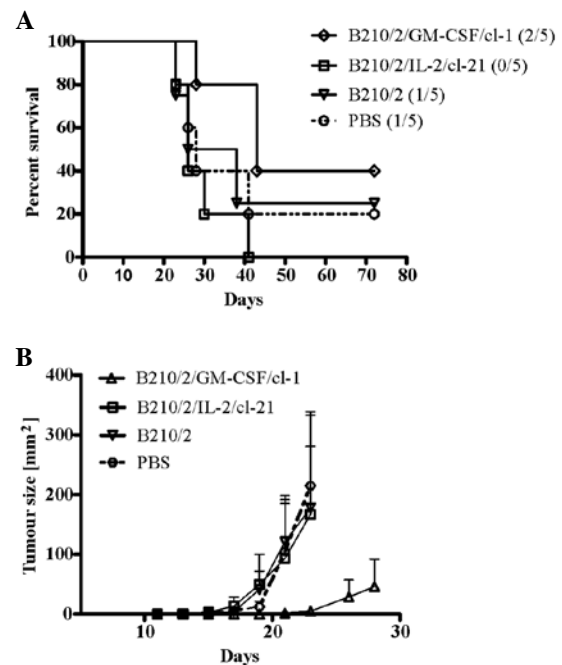 A
B210/2/GM-CSF/cl-1 (2/5)
B210/2/IL-2/cl-21 (0/5)
B210/2 (1/5)
PBS (1/5)
100
80
60
40
20
0
Percent survival
0 10 20 30 40 50 60 70 80
Days
B
B210/2/GM-CSF/cl-1
B210/2/IL-2/cl-21
B210/2
PBS
400
300
200
100
0
Tumour size [mm²]
10 20 30
Days